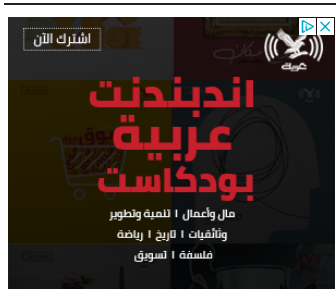 اشترك الآن
عربية
اندبندنت
عربية
بودكاست
مال وأعمال | تنمية وتطوير
وثائقيات | تاريخ | رياضة
فلسفة | تسويق